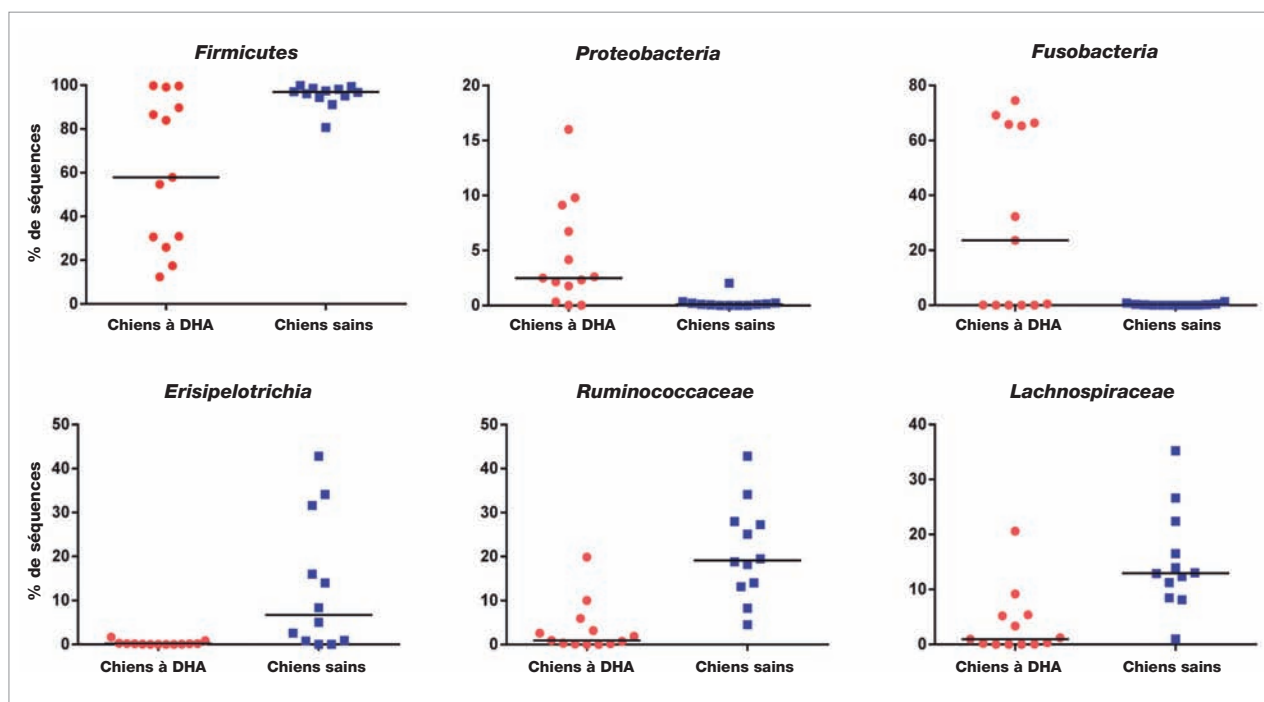 Firmicutes
Proteobacteria
Fusobacteria
% de séquences
100
80
60
40
20
0
Chiens à DHA
Chiens sains
20
15
10
5
0
Chiens à DHA
Chiens sains
80
60
40
20
0
Chiens à DHA
Chiens sains
Erisipelotrichia
Ruminococcaceae
Lachnospiraceae
% de séquences
50
40
30
20
10
0
Chiens à DHA
Chiens sains
50
40
30
20
10
0
Chiens à DHA
Chiens sains
40
30
20
10
0
Chiens à DHA
Chiens sains